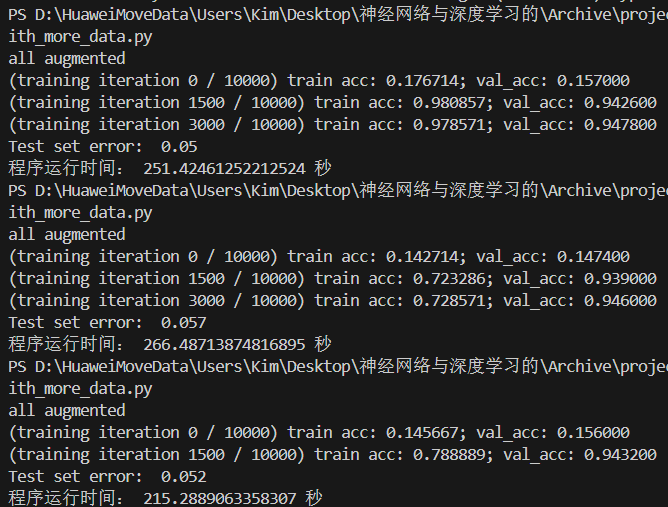 PS D:\HuaweiMoveData\Users\Kim\Desktop\神经网络与深度学习的\Archive\projec
ith_more_data.py
all augmented
(training iteration 0 / 10000) train acc: 0.176714; val_acc: 0.157000
(training iteration 1500 / 10000) train acc: 0.980857; val_acc: 0.942600
(training iteration 3000 / 10000) train acc: 0.978571; val_acc: 0.947800
Test set error:  0.05
程序运行时间： 251.42461252212524 秒
PS D:\HuaweiMoveData\Users\Kim\Desktop\神经网络与深度学习的\Archive\projec
ith_more_data.py
all augmented
(training iteration 0 / 10000) train acc: 0.142714; val_acc: 0.147400
(training iteration 1500 / 10000) train acc: 0.723286; val_acc: 0.939000
(training iteration 3000 / 10000) train acc: 0.728571; val_acc: 0.946000
Test set error:  0.057
程序运行时间： 266.48713874816895 秒
PS D:\HuaweiMoveData\Users\Kim\Desktop\神经网络与深度学习的\Archive\projec
ith_more_data.py
all augmented
(training iteration 0 / 10000) train acc: 0.145667; val_acc: 0.156000
(training iteration 1500 / 10000) train acc: 0.788889; val_acc: 0.943200
Test set error:  0.052
程序运行时间： 215.2889063358307 秒